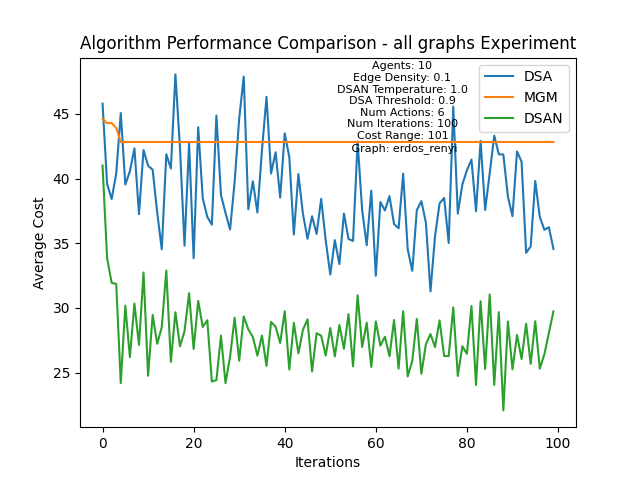 Algorithm Performance Comparison - all graphs Experiment
Agents: 10
Edge Density: 0.1
DSAN Temperature: 1.0
DSA Threshold: 0.9
Num Actions: 6
Num Iterations: 100
Cost Range: 101
Graph: erdos_renyi
DSA
MGM
DSAN
Average Cost
45
40
35
30
25
0
20
40
60
80
100
Iterations